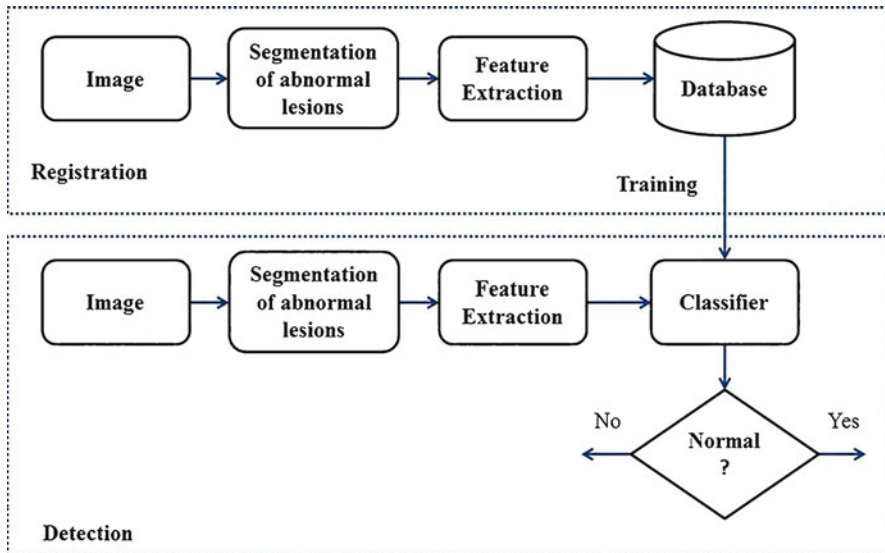 Image
Segmentation
of abnormal
lesions
Feature
Extraction
Database
Registration
Training
Image
Segmentation
of abnormal
lesions
Feature
Extraction
Classifier
No
Yes
Normal
?
Detection